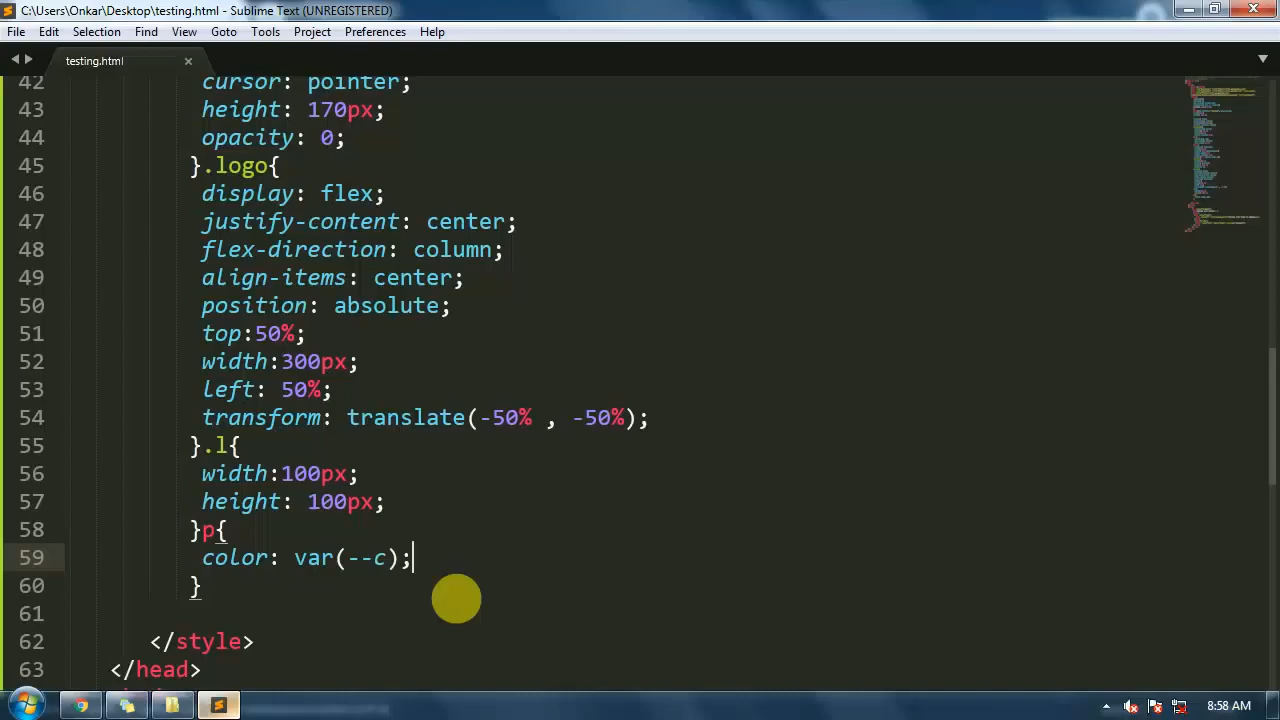 C:\Users\Onkar\Desktop\testing.html - Sublime Text (UNREGISTERED)
File Edit Selection Find View Goto Tools Project Preferences Help
testing.html
42 cursor: pointer;
43 height: 170px;
44 opacity: 0;
45 }.logo{
46 display: flex;
47 justify-content: center;
48 flex-direction: column;
49 align-items: center;
50 position: absolute;
51 top:50%;
52 width:300px;
53 left: 50%;
54 transform: translate(-50% , -50%);
55 }.l{
56 width:100px;
57 height: 100px;
58 }p{
59 color: var(--c);
60 }
61
62 </style>
63 </head>
8:58 AM